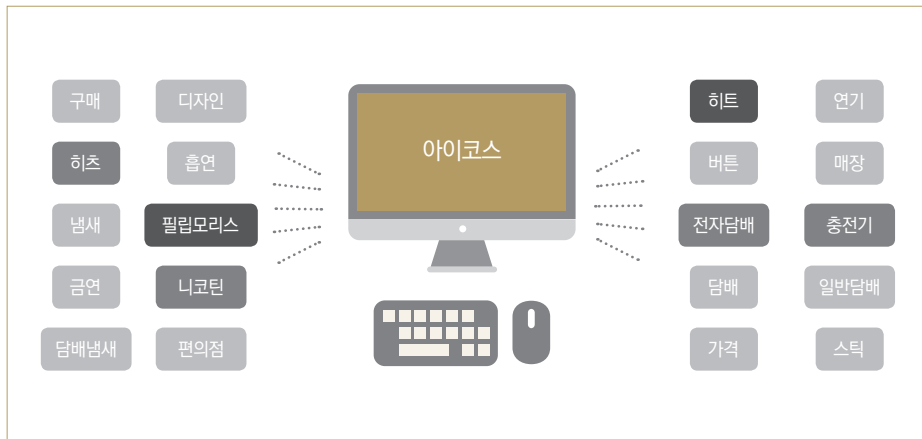 구매
디자인
히츠
흡연
냄새
필립모리스
금연
니코틴
담배냄새
편의점
아이코스
히트
연기
버튼
매장
전자담배
충전기
담배
일반담배
가격
스틱